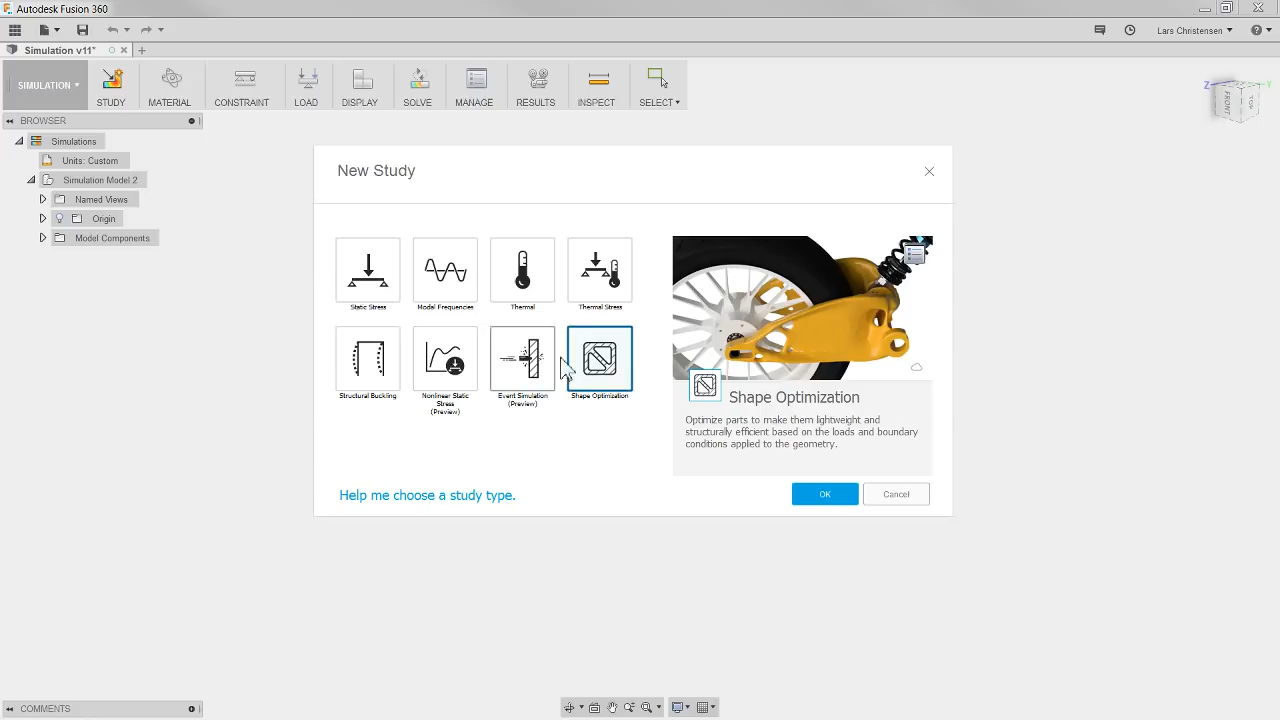 Autodesk Fusion 360
Lars Christensen
Simulation v11*
SIMULATION
STUDY
MATERIAL
CONSTRAINT
LOAD
DISPLAY
SOLVE
MANAGE
RESULTS
INSPECT
SELECT
Z
Y
FRONT
TOP
BROWSER
Simulations
Units: Custom
Simulation Model 2
Named Views
Origin
Model Components
New Study
Static Stress
Modal Frequencies
Thermal
Thermal Stress
Structural Buckling
Nonlinear Static
Stress
(Preview)
Event Simulation
(Preview)
Shape Optimization
Shape Optimization
Optimize parts to make them lightweight and
structurally efficient based on the loads and boundary
conditions applied to the geometry.
Help me choose a study type.
OK
Cancel
COMMENTS